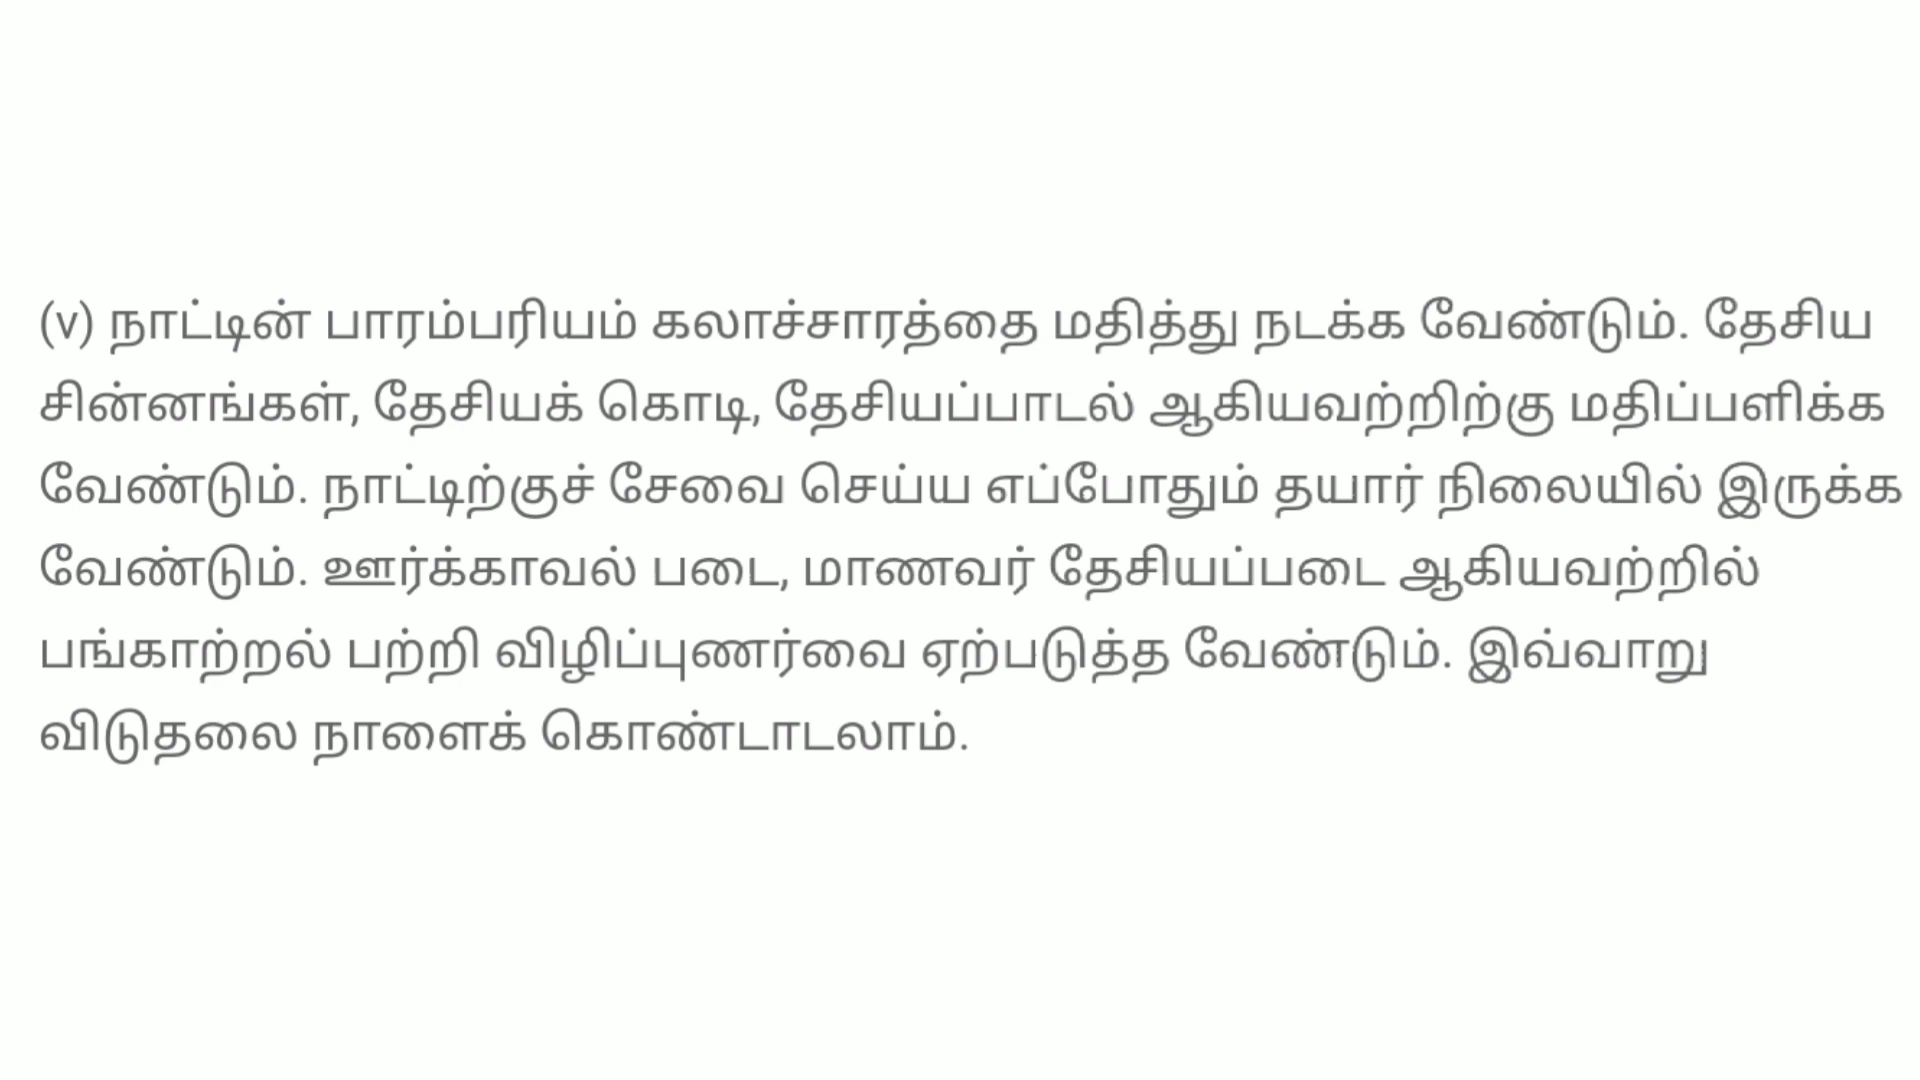 (v) நாட்டின் பாரம்பரியம் கலாச்சாரத்தை மதித்து நடக்க வேண்டும். தேசிய
சின்னங்கள், தேசியக் கொடி, தேசியப்பாடல் ஆகியவற்றிற்கு மதிப்பளிக்க
வேண்டும். நாட்டிற்குச் சேவை செய்ய எப்போதும் தயார் நிலையில் இருக்க
வேண்டும். ஊர்க்காவல் படை, மாணவர் தேசியப்படை ஆகியவற்றில்
பங்காற்றல் பற்றி விழிப்புணர்வை ஏற்படுத்த வேண்டும். இவ்வாறு
விடுதலை நாளைக் கொண்டாடலாம்.